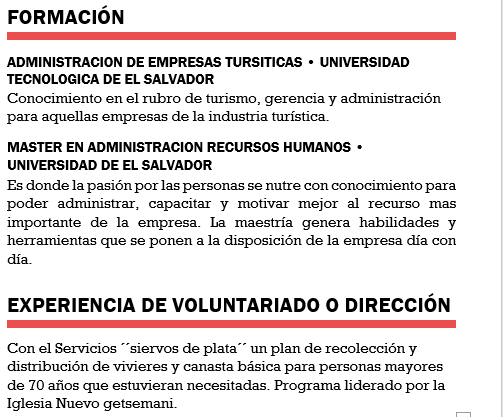 FORMACIÓN
ADMINISTRACION DE EMPRESAS TURSITICAS • UNIVERSIDAD
TECNOLOGICA DE EL SALVADOR
Conocimiento en el rubro de turismo, gerencia y administración
para aquellas empresas de la industria turística.
MASTER EN ADMINISTRACION RECURSOS HUMANOS •
UNIVERSIDAD DE EL SALVADOR
Es donde la pasión por las personas se nutre con conocimiento para
poder administrar, capacitar y motivar mejor al recurso mas
importante de la empresa. La maestría genera habilidades y
herramientas que se ponen a la disposición de la empresa día con
día.
EXPERIENCIA DE VOLUNTARIADO O DIRECCIÓN
Con el Servicios ´´siervos de plata´´ un plan de recolección y
distribución de vivieres y canasta básica para personas mayores
de 70 años que estuvieran necesitadas. Programa liderado por la
Iglesia Nuevo getsemani.